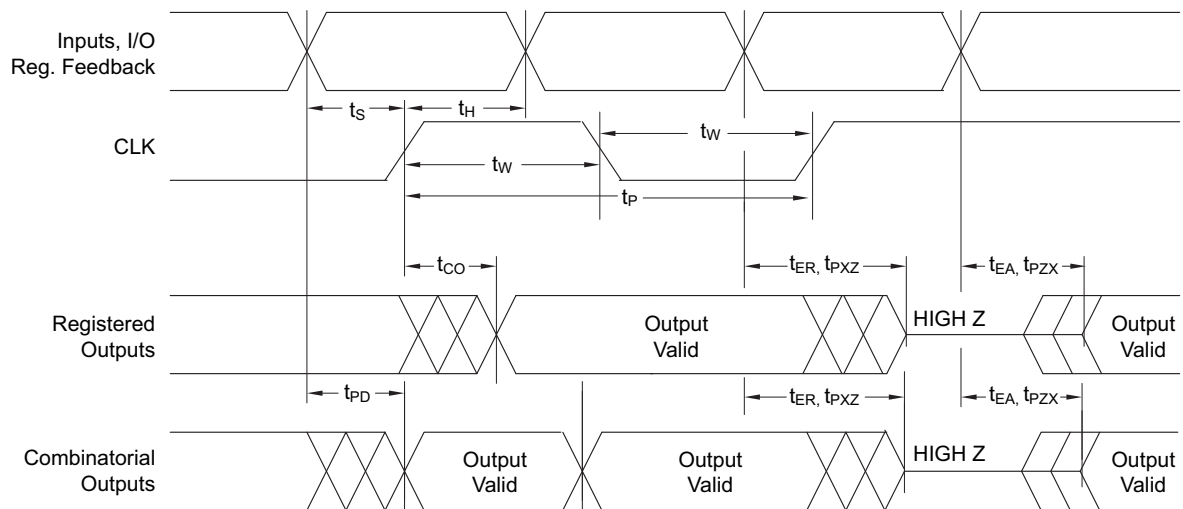 Inputs, I/O
Reg. Feedback
tS
tH
CLK
tW
tW
tP
tCO
tER, tPXZ
tEA, tPZX
Registered
Outputs
Output
Valid
HIGH Z
Output
Valid
tPD
tER, tPXZ
tEA, tPZX
Combinatorial
Outputs
Output
Valid
Output
Valid
HIGH Z
Output
Valid